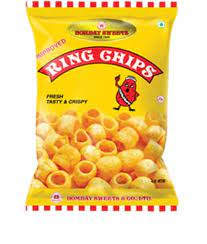 BOMBAY SWEETS
IMPROVED
RING CHIPS
FRESH
TASTY & CRISPY
BOMBAY SWEETS & CO. LTD.